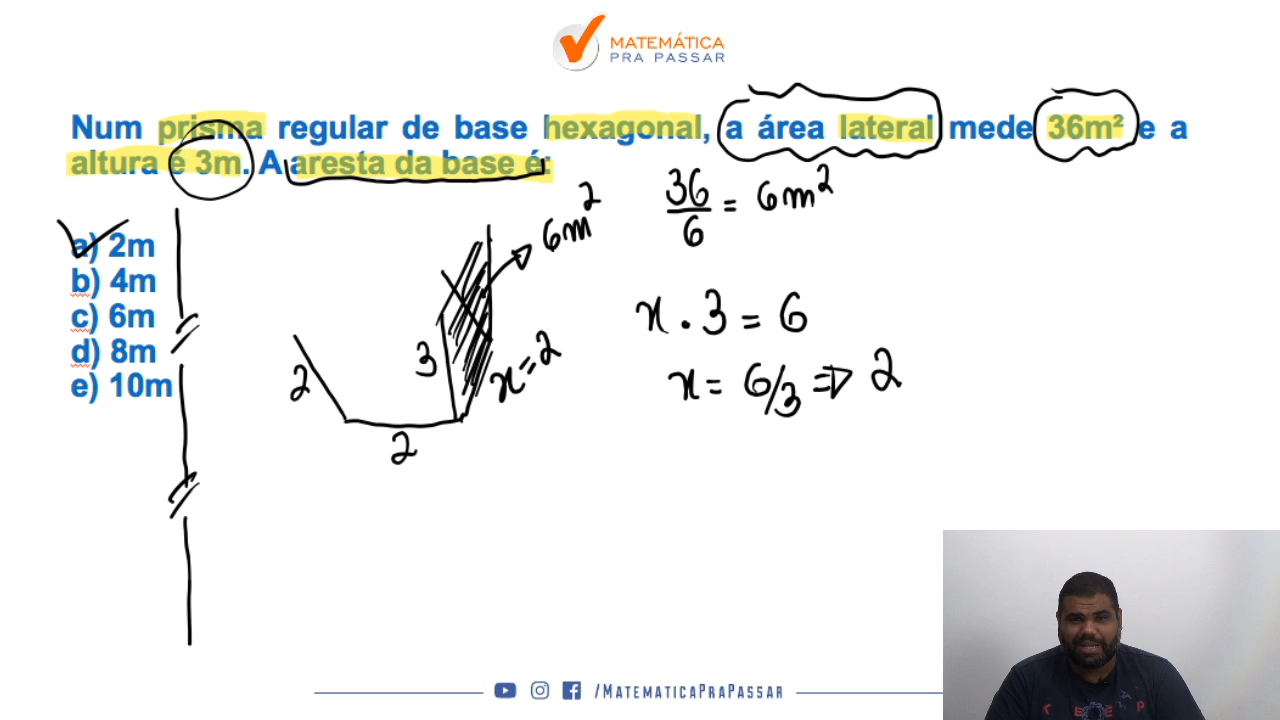 MATEMÁTICA
PRA PASSAR
Num prisma regular de base hexagonal, a área lateral mede 36m² e a
altura é 3m. A aresta da base é:
a) 2m
b) 4m
c) 6m
d) 8m
e) 10m
36/6 = 6m²
6m²
x . 3 = 6
x = 6/3 => 2
3
x = 2
2
2
/MATEMATICAPRAPASSAR
K E E P